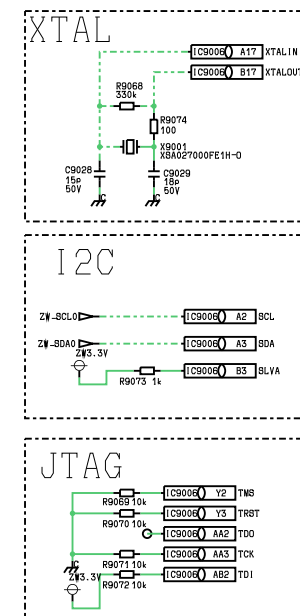 XTAL
IC9006 A17 XTALIN
IC9006 B17 XTALOUT
R9068
330k
R9074
100
X9001
XSA027000FE1H-0
C9028
15p
50V
C9029
18p
50V
I2C
ZW_SCL0 IC9006 A2 SCL
ZW_SDA0 IC9006 A3 SDA
ZW3.3V
IC9006 B3 SLVA
R9073 1k
JTAG
IC9006 Y2 TMS
R9069 10k
IC9006 Y3 TRST
R9070 10k
IC9006 AA2 TDO
IC9006 AA3 TCK
R9071 10k
ZW3.3V
IC9006 AB2 TDI
R9072 10k